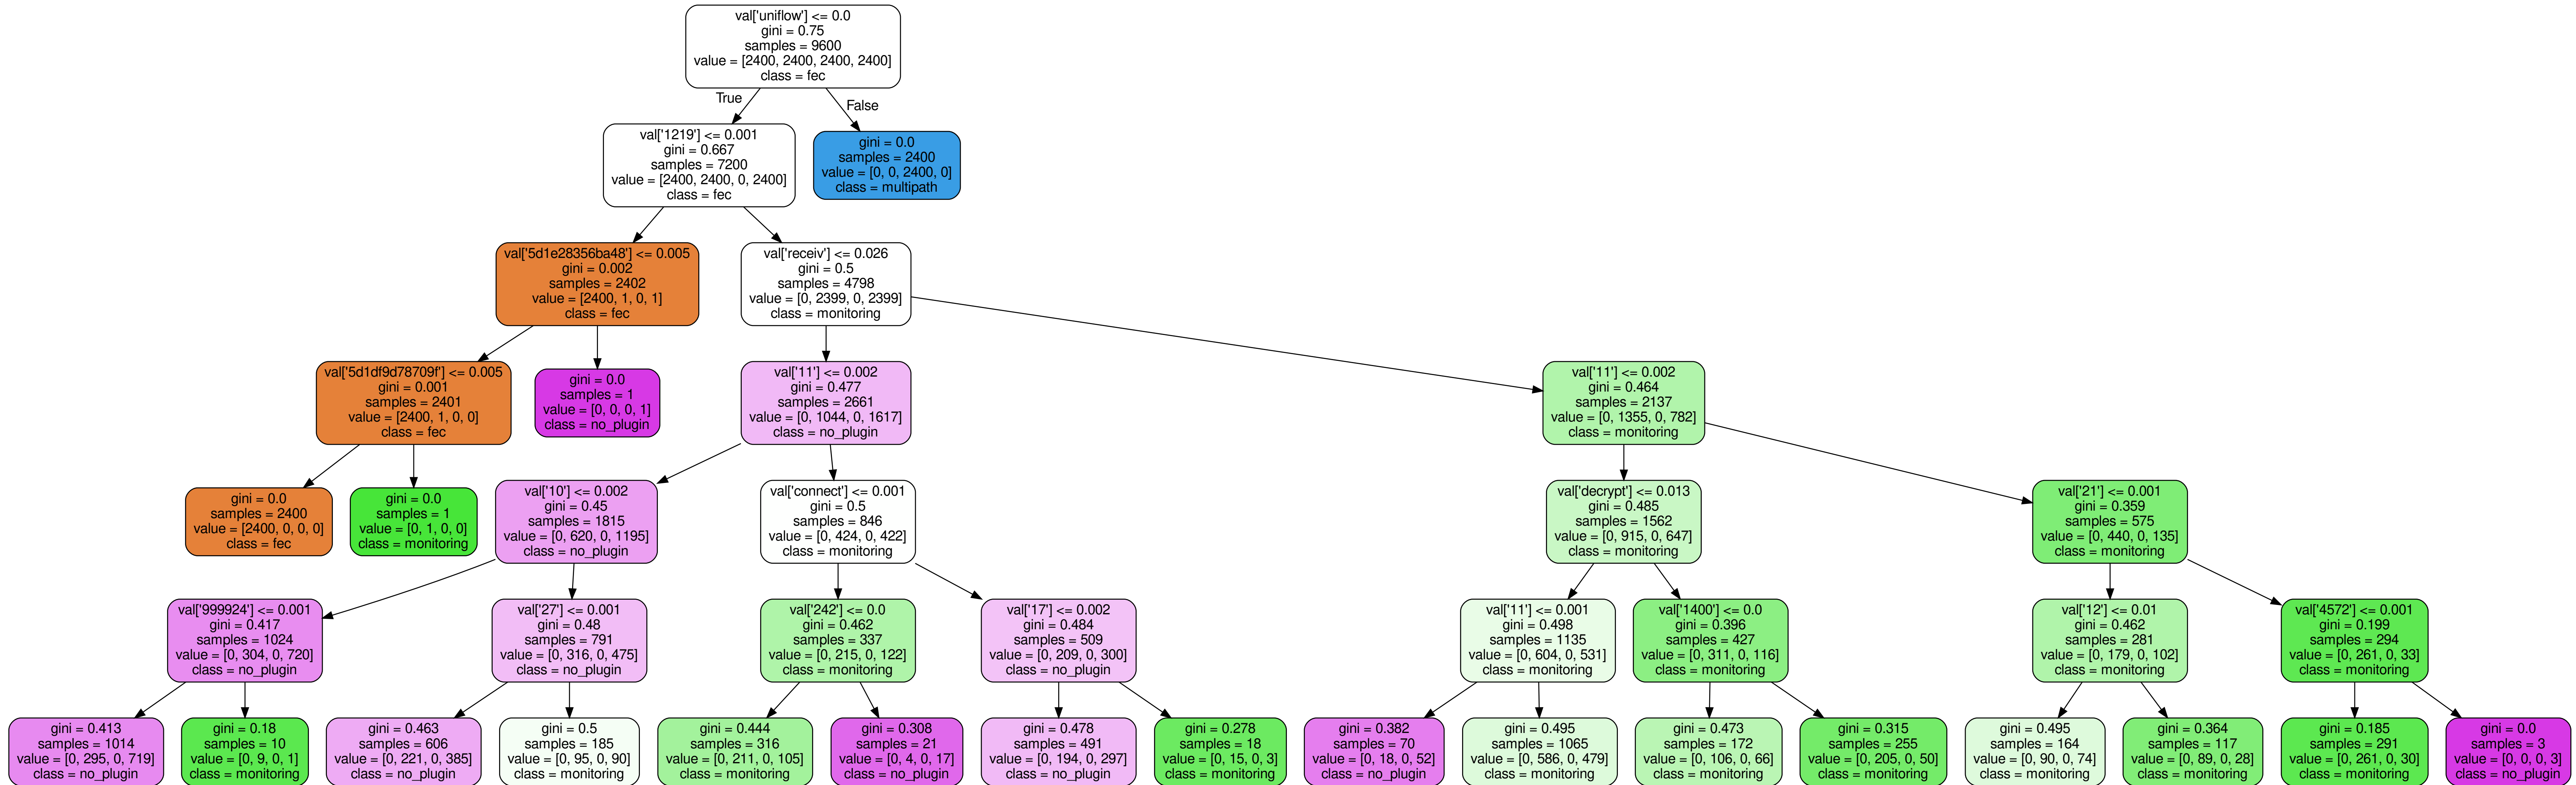 val['uniflow'] <= 0.0
gini = 0.75
samples = 9600
value = [2400, 2400, 2400, 2400]
class = fec
True
False
val['1219'] <= 0.001
gini = 0.667
samples = 7200
value = [2400, 2400, 0, 2400]
class = fec
gini = 0.0
samples = 2400
value = [0, 0, 2400, 0]
class = multipath
val['5d1e28356ba48'] <= 0.005
gini = 0.002
samples = 2402
value = [2400, 1, 0, 1]
class = fec
val['receiv'] <= 0.026
gini = 0.5
samples = 4798
value = [0, 2399, 0, 2399]
class = monitoring
val['5d1df9d78709f'] <= 0.005
gini = 0.001
samples = 2401
value = [2400, 1, 0, 0]
class = fec
gini = 0.0
samples = 1
value = [0, 0, 0, 1]
class = no_plugin
val['11'] <= 0.002
gini = 0.477
samples = 2661
value = [0, 1044, 0, 1617]
class = no_plugin
val['11'] <= 0.002
gini = 0.464
samples = 2137
value = [0, 1355, 0, 782]
class = monitoring
gini = 0.0
samples = 2400
value = [2400, 0, 0, 0]
class = fec
gini = 0.0
samples = 1
value = [0, 1, 0, 0]
class = monitoring
val['10'] <= 0.002
gini = 0.45
samples = 1815
value = [0, 620, 0, 1195]
class = no_plugin
val['connect'] <= 0.001
gini = 0.5
samples = 846
value = [0, 424, 0, 422]
class = monitoring
val['decrypt'] <= 0.013
gini = 0.485
samples = 1562
value = [0, 915, 0, 647]
class = monitoring
val['21'] <= 0.001
gini = 0.359
samples = 575
value = [0, 440, 0, 135]
class = monitoring
val['999924'] <= 0.001
gini = 0.417
samples = 1024
value = [0, 304, 0, 720]
class = no_plugin
val['27'] <= 0.001
gini = 0.48
samples = 791
value = [0, 316, 0, 475]
class = no_plugin
val['242'] <= 0.0
gini = 0.462
samples = 337
value = [0, 215, 0, 122]
class = monitoring
val['17'] <= 0.002
gini = 0.484
samples = 509
value = [0, 209, 0, 300]
class = no_plugin
val['11'] <= 0.001
gini = 0.498
samples = 1135
value = [0, 604, 0, 531]
class = monitoring
val['1400'] <= 0.0
gini = 0.396
samples = 427
value = [0, 311, 0, 116]
class = monitoring
val['12'] <= 0.01
gini = 0.462
samples = 281
value = [0, 179, 0, 102]
class = monitoring
val['4572'] <= 0.001
gini = 0.199
samples = 294
value = [0, 261, 0, 33]
class = monitoring
gini = 0.413
samples = 1014
value = [0, 295, 0, 719]
class = no_plugin
gini = 0.18
samples = 10
value = [0, 9, 0, 1]
class = monitoring
gini = 0.463
samples = 606
value = [0, 221, 0, 385]
class = no_plugin
gini = 0.5
samples = 185
value = [0, 95, 0, 90]
class = monitoring
gini = 0.444
samples = 316
value = [0, 211, 0, 105]
class = monitoring
gini = 0.308
samples = 21
value = [0, 4, 0, 17]
class = no_plugin
gini = 0.478
samples = 491
value = [0, 194, 0, 297]
class = no_plugin
gini = 0.278
samples = 18
value = [0, 15, 0, 3]
class = monitoring
gini = 0.382
samples = 70
value = [0, 18, 0, 52]
class = no_plugin
gini = 0.495
samples = 1065
value = [0, 586, 0, 479]
class = monitoring
gini = 0.473
samples = 172
value = [0, 106, 0, 66]
class = monitoring
gini = 0.315
samples = 255
value = [0, 205, 0, 50]
class = monitoring
gini = 0.495
samples = 164
value = [0, 90, 0, 74]
class = monitoring
gini = 0.364
samples = 117
value = [0, 89, 0, 28]
class = monitoring
gini = 0.185
samples = 291
value = [0, 261, 0, 30]
class = monitoring
gini = 0.0
samples = 3
value = [0, 0, 0, 3]
class = no_plugin